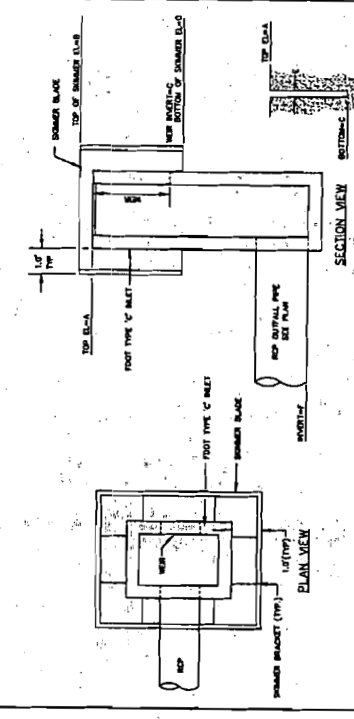 SKIMMER BLADE
TOP OF SKIMMER EL=B
1.0'
TYP
TOP EL=A
FDOT TYPE 'C' INLET
WEIR
WEIR INVERT=C
BOTTOM OF SKIMMER EL=D
RCP OUTFALL PIPE
SEE PLAN
INVERT=F
SECTION VIEW
TOP EL=A
BOTTOM=C
FDOT TYPE 'C' INLET
SKIMMER BLADE
WEIR
RCP
1.0'(TYP)
SKIMMER BRACKET (TYP.)
PLAN VIEW